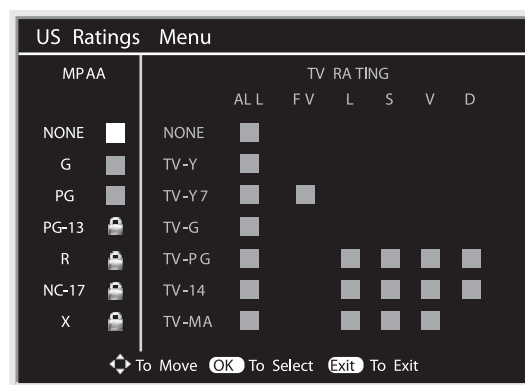 US Ratings Menu
MPAA TV RATING
ALL FV L S V D
NONE NONE
G TV-Y
PG TV-Y7
PG-13 TV-G
R TV-PG
NC-17 TV-14
X TV-MA
To Move OK To Select Exit To Exit